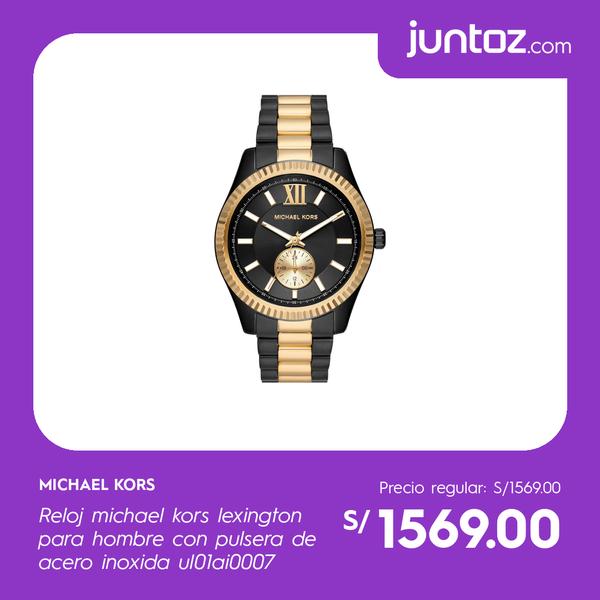 juntoz.com
XII
MICHAEL KORS
MICHAEL KORS
Precio regular: S/1569.00
Reloj michael kors lexington
para hombre con pulsera de
acero inoxida ul01ai0007
S/1569.00